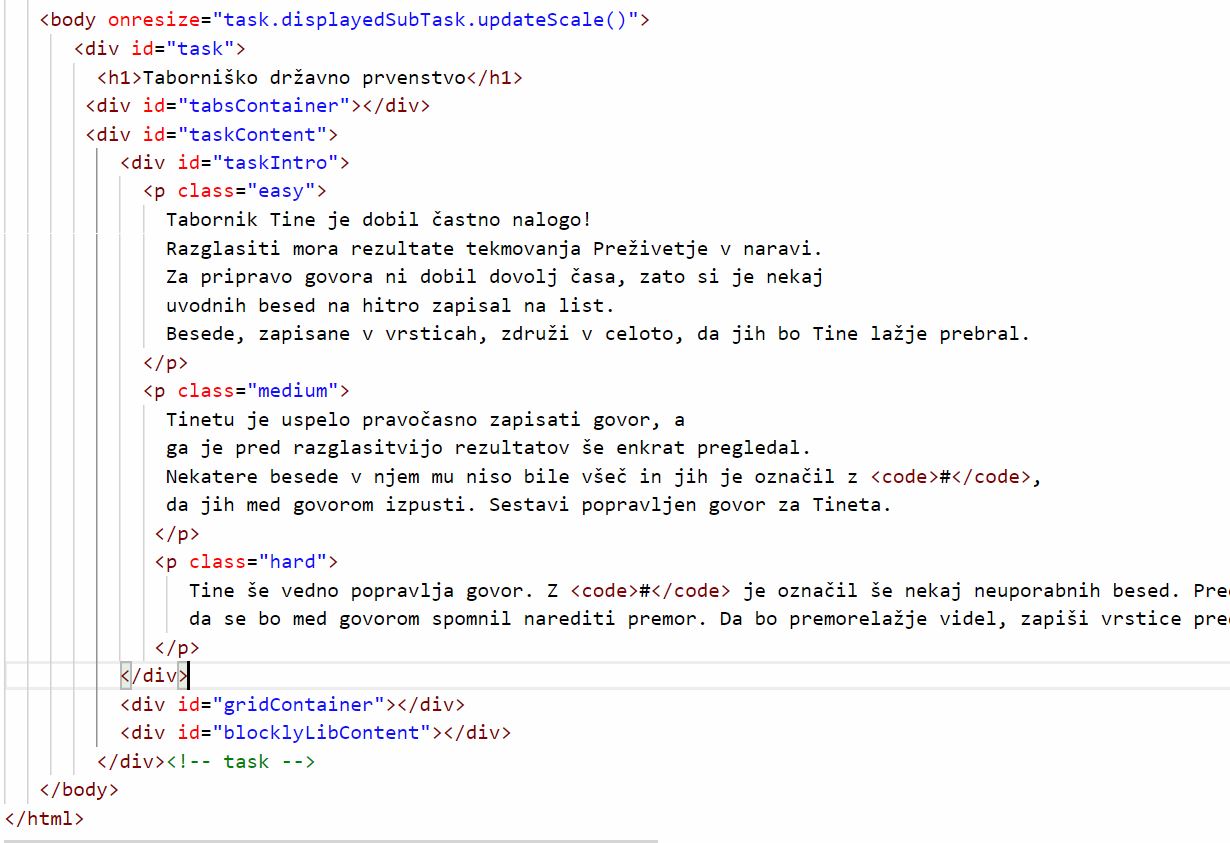 <body onresize="task.displayedSubTask.updateScale()">
<div id="task">
<h1>Taborniško državno prvenstvo</h1>
<div id="tabsContainer"></div>
<div id="taskContent">
<div id="taskIntro">
<p class="easy">
Tabornik Tine je dobil častno nalogo!
Razglasiti mora rezultate tekmovanja Preživetje v naravi.
Za pripravo govora ni dobil dovolj časa, zato si je nekaj
uvodnih besed na hitro zapisal na list.
Besede, zapisane v vrsticah, združi v celoto, da jih bo Tine lažje prebral.
</p>
<p class="medium">
Tinetu je uspelo pravočasno zapisati govor, a
ga je pred razglasitvijo rezultatov še enkrat pregledal.
Nekatere besede v njem mu niso bile všeč in jih je označil z <code>#</code>,
da jih med govorom izpusti. Sestavi popravljen govor za Tineta.
</p>
<p class="hard">
Tine še vedno popravlja govor. Z <code>#</code> je označil še nekaj neuporabnih besed.
da se bo med govorom spomnil narediti premor. Da bo premorelažje videl, zapiši vrstice
</p>
</div>
<div id="gridContainer"></div>
<div id="blocklyLibContent"></div>
</div><!-- task -->
</body>
</html>